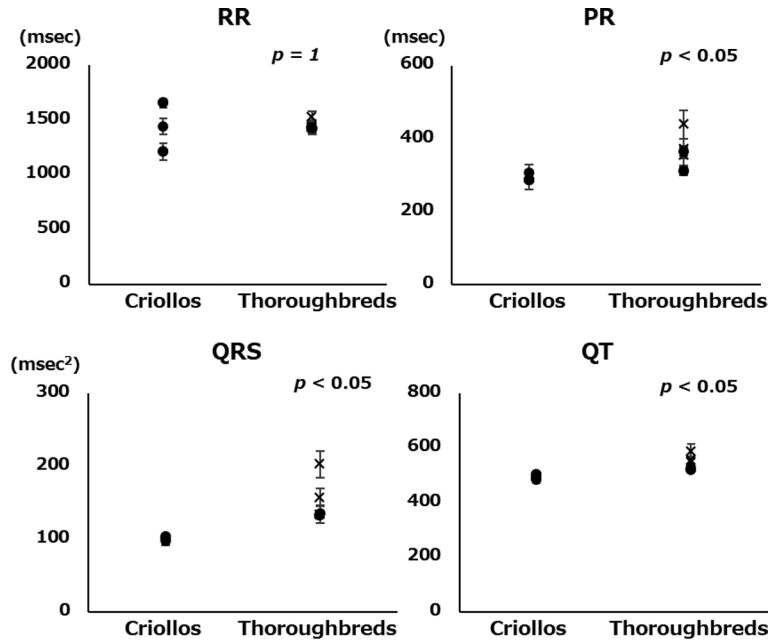 RR
(msec)
2000
p = 1
1500
1000
500
0
Criollos Thoroughbreds
PR
(msec)
600
p < 0.05
400
200
0
Criollos Thoroughbreds
QRS
(msec²)
300
p < 0.05
200
100
0
Criollos Thoroughbreds
QT
800
p < 0.05
600
400
200
0
Criollos Thoroughbreds